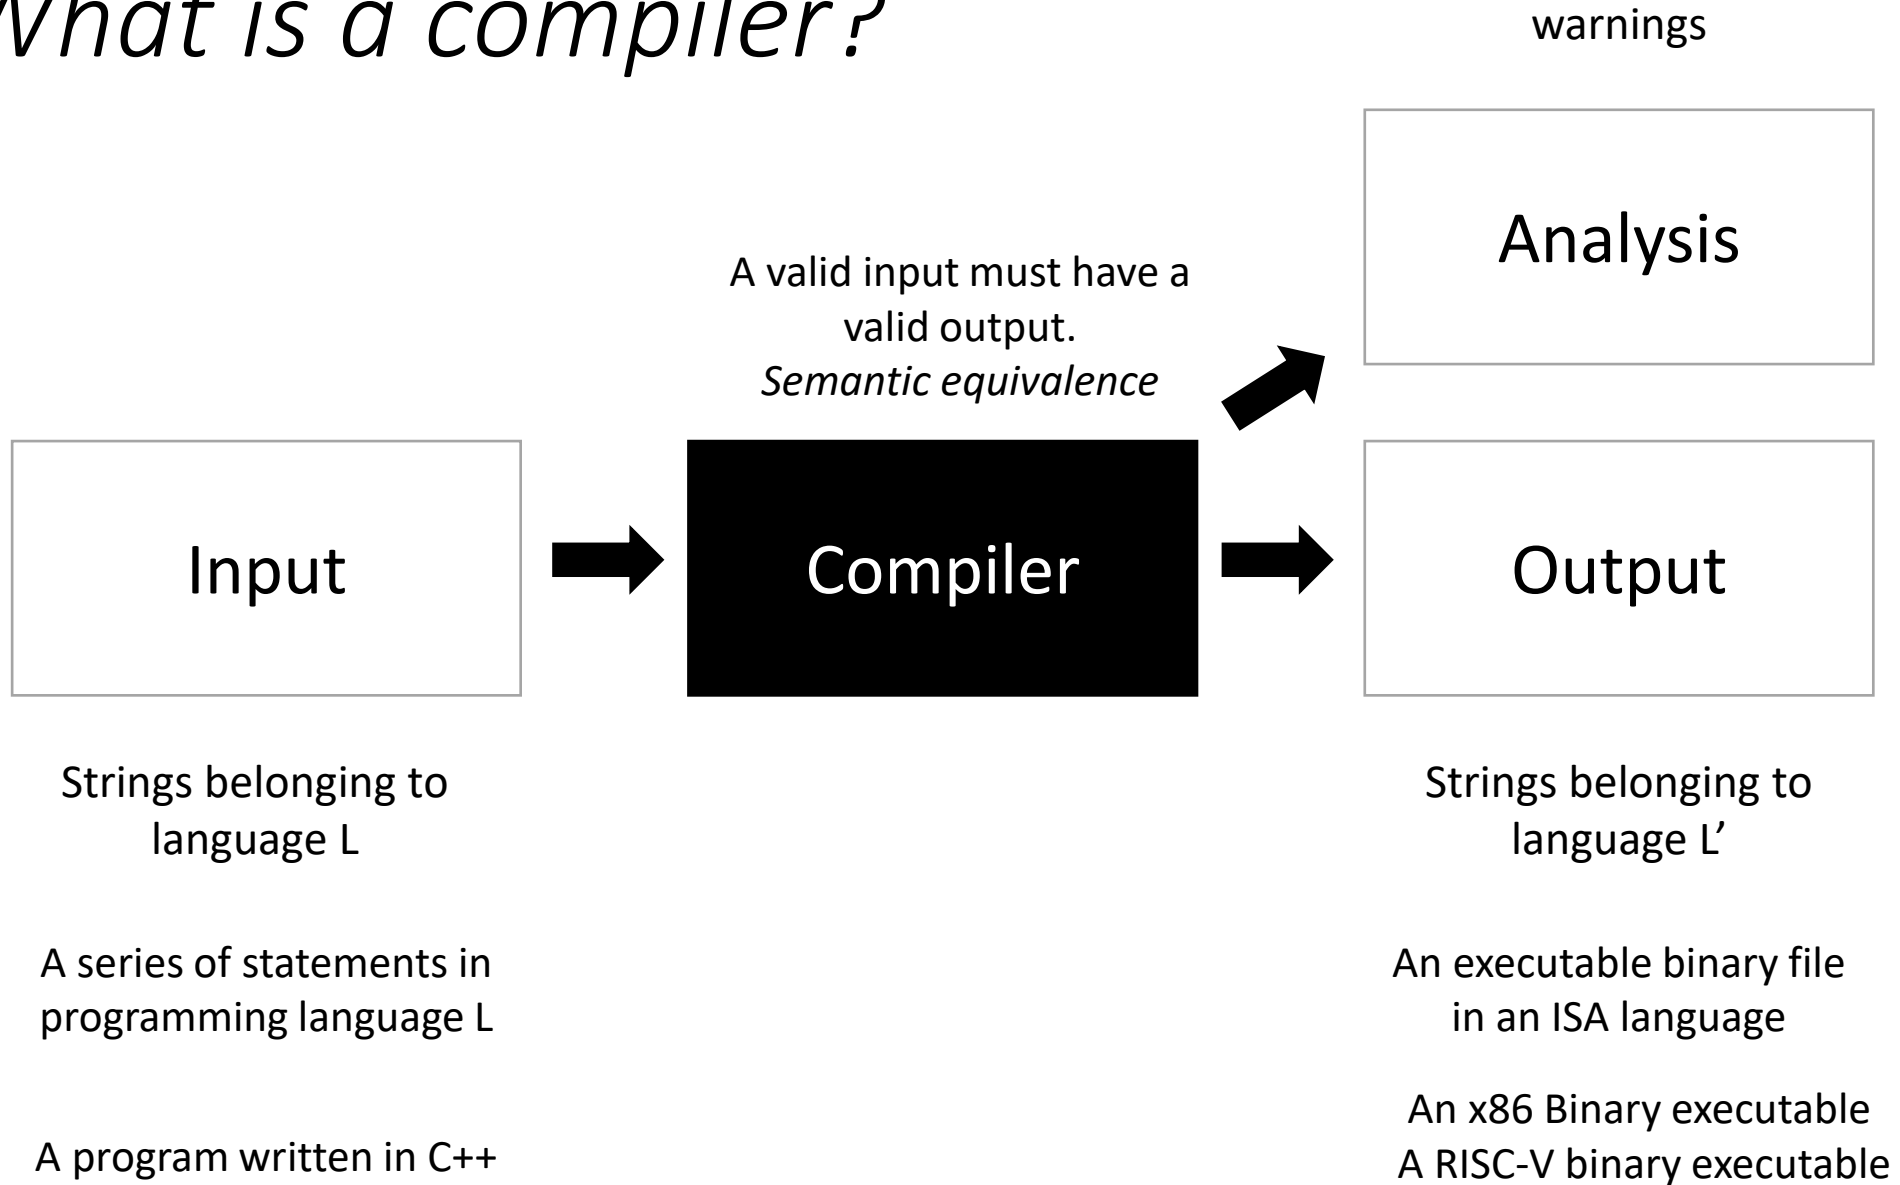 What is a compiler?
warnings
Analysis
A valid input must have a
valid output.
Semantic equivalence
Input
Compiler
Output
Strings belonging to
language L
Strings belonging to
language L’
A series of statements in
programming language L
An executable binary file
in an ISA language
A program written in C++
An x86 Binary executable
A RISC-V binary executable